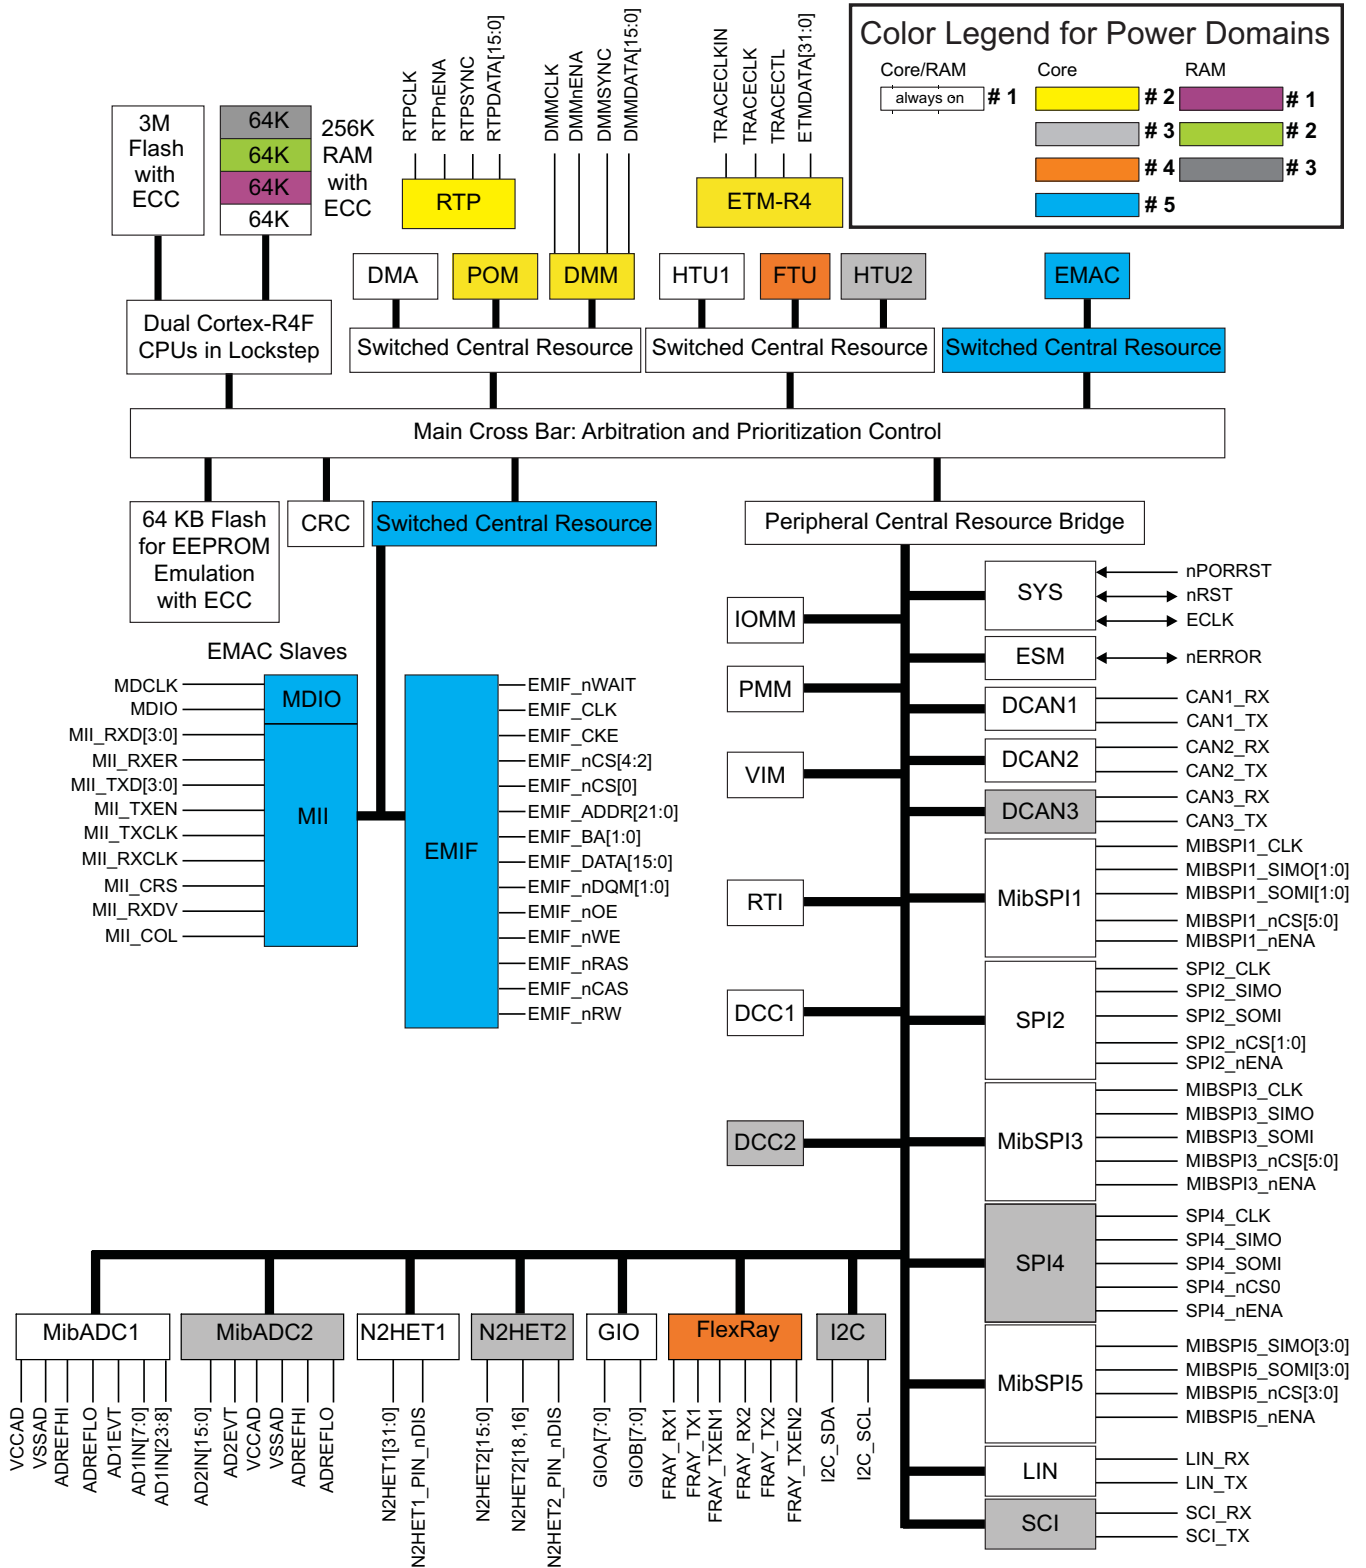 Color Legend for Power Domains
Core/RAM
Core
RAM
always on
# 1
# 2
# 1
# 3
# 2
# 4
# 3
# 5
RTPCLK
RTPnENA
RTPSYNC
RTPDATA[15:0]
DMMCLK
DMMnENA
DMMSYNC
DMMDATA[15:0]
TRACECLKIN
TRACECLK
TRACECTL
ETMDATA[31:0]
3M
Flash
with
ECC
64K
64K
64K
64K
256K
RAM
with
ECC
RTP
ETM-R4
DMA
POM
DMM
HTU1
FTU
HTU2
EMAC
Dual Cortex-R4F
CPUs in Lockstep
Switched Central Resource
Switched Central Resource
Switched Central Resource
Main Cross Bar: Arbitration and Prioritization Control
64 KB Flash
for EEPROM
Emulation
with ECC
CRC
Switched Central Resource
Peripheral Central Resource Bridge
EMAC Slaves
MDCLK
MDIO
MII_RXD[3:0]
MII_RXER
MII_TXD[3:0]
MII_TXEN
MII_TXCLK
MII_RXCLK
MII_CRS
MII_RXDV
MII_COL
MDIO
MII
EMIF
EMIF_nWAIT
EMIF_CLK
EMIF_CKE
EMIF_nCS[4:2]
EMIF_nCS[0]
EMIF_ADDR[21:0]
EMIF_BA[1:0]
EMIF_DATA[15:0]
EMIF_nDQM[1:0]
EMIF_nOE
EMIF_nWE
EMIF_nRAS
EMIF_nCAS
EMIF_nRW
IOMM
PMM
VIM
RTI
DCC1
DCC2
SYS
nPORRST
nRST
ECLK
ESM
nERROR
DCAN1
CAN1_RX
CAN1_TX
DCAN2
CAN2_RX
CAN2_TX
DCAN3
CAN3_RX
CAN3_TX
MibSPI1
MIBSPI1_CLK
MIBSPI1_SIMO[1:0]
MIBSPI1_SOMI[1:0]
MIBSPI1_nCS[5:0]
MIBSPI1_nENA
SPI2
SPI2_CLK
SPI2_SIMO
SPI2_SOMI
SPI2_nCS[1:0]
SPI2_nENA
MibSPI3
MIBSPI3_CLK
MIBSPI3_SIMO
MIBSPI3_SOMI
MIBSPI3_nCS[5:0]
MIBSPI3_nENA
SPI4
SPI4_CLK
SPI4_SIMO
SPI4_SOMI
SPI4_nCS0
SPI4_nENA
MibSPI5
MIBSPI5_SIMO[3:0]
MIBSPI5_SOMI[3:0]
MIBSPI5_nCS[3:0]
MIBSPI5_nENA
LIN
LIN_RX
LIN_TX
SCI
SCI_RX
SCI_TX
MibADC1
MibADC2
N2HET1
N2HET2
GIO
FlexRay
I2C
VCCAD
VSSAD
ADREFHI
ADREFLO
AD1EVT
AD1IN[7:0]
AD1IN[23:8]
AD2IN[15:0]
AD2EVT
VCCAD
VSSAD
ADREFHI
ADREFLO
N2HET1[31:0]
N2HET1_PIN_nDIS
N2HET2[15:0]
N2HET2[18,16]
N2HET2_PIN_nDIS
GIOA[7:0]
GIOB[7:0]
FRAY_RX1
FRAY_TX1
FRAY_TXEN1
FRAY_RX2
FRAY_TX2
FRAY_TXEN2
I2C_SDA
I2C_SCL